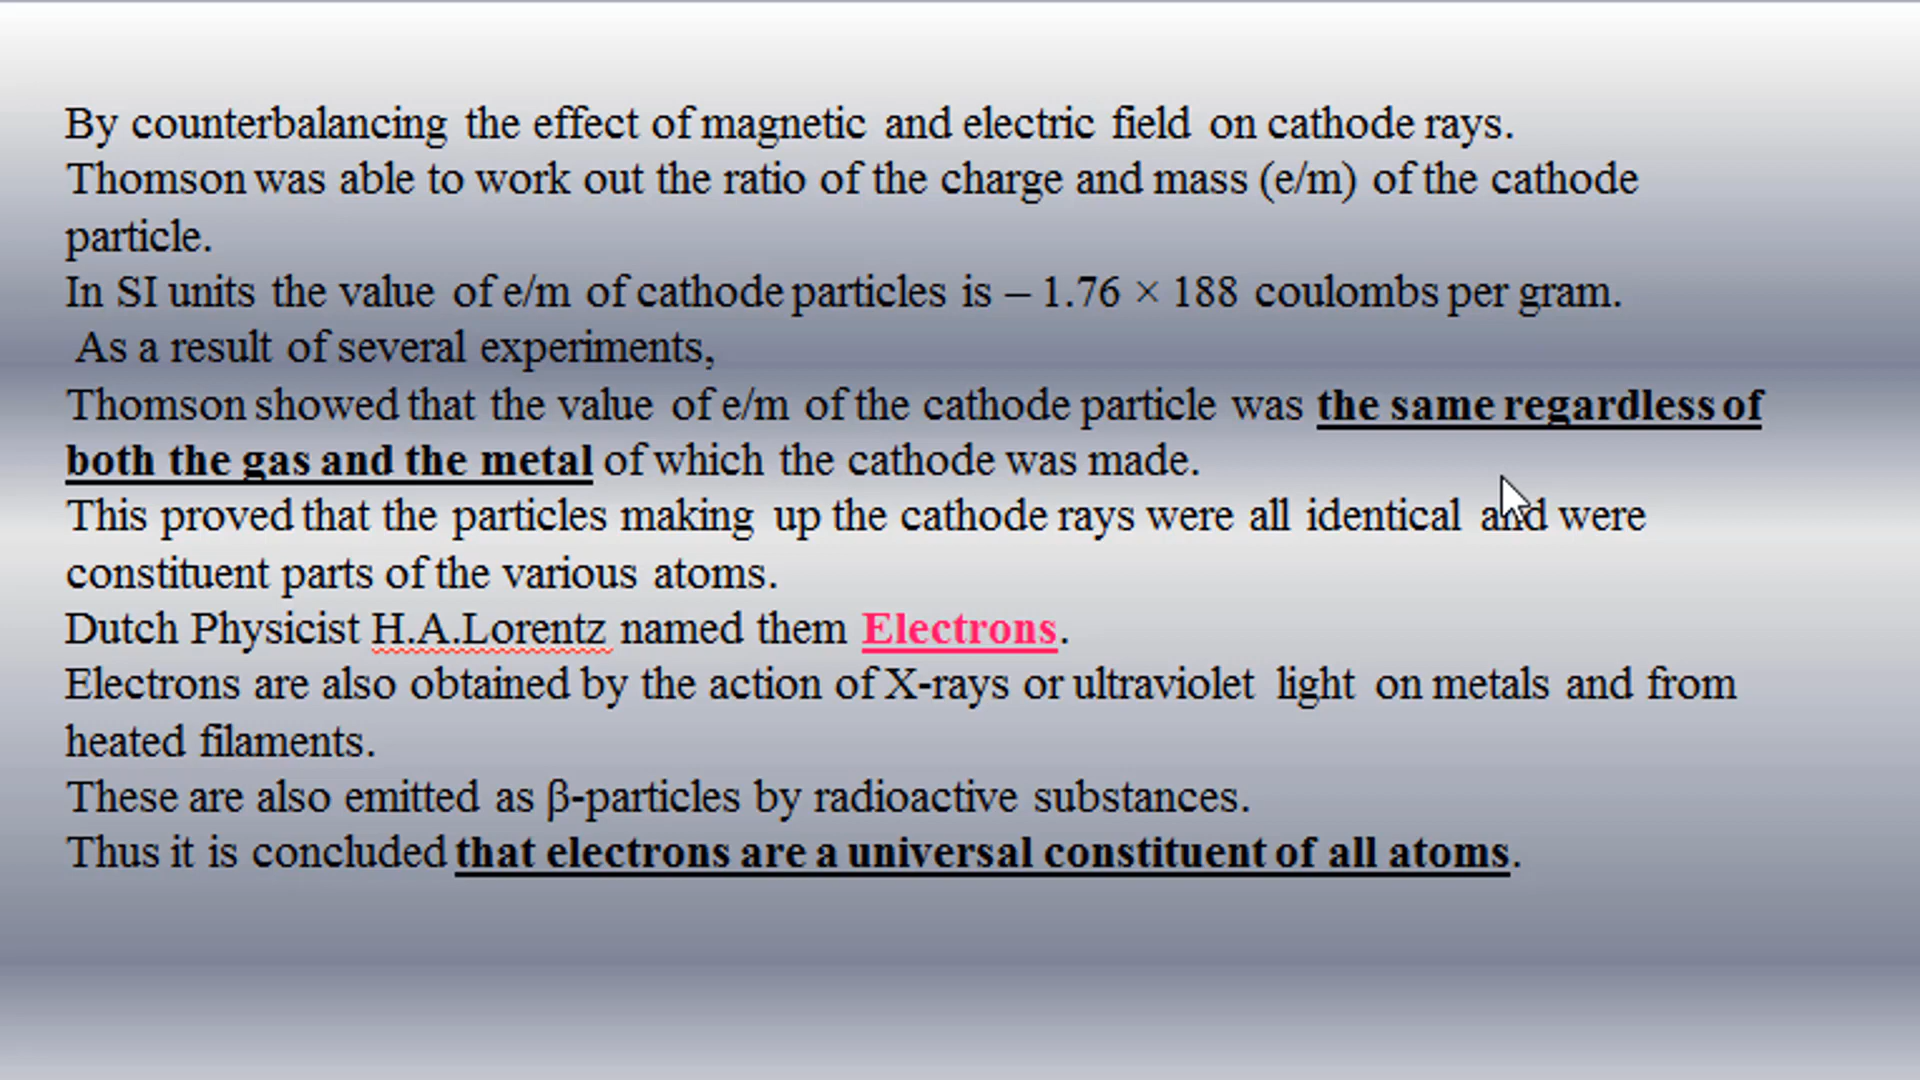 By counterbalancing the effect of magnetic and electric field on cathode rays.
Thomson was able to work out the ratio of the charge and mass (e/m) of the cathode
particle.
In SI units the value of e/m of cathode particles is – 1.76 × 188 coulombs per gram.
As a result of several experiments,
Thomson showed that the value of e/m of the cathode particle was the same regardless of
both the gas and the metal of which the cathode was made.
This proved that the particles making up the cathode rays were all identical and were
constituent parts of the various atoms.
Dutch Physicist H.A.Lorentz named them Electrons.
Electrons are also obtained by the action of X-rays or ultraviolet light on metals and from
heated filaments.
These are also emitted as β-particles by radioactive substances.
Thus it is concluded that electrons are a universal constituent of all atoms.